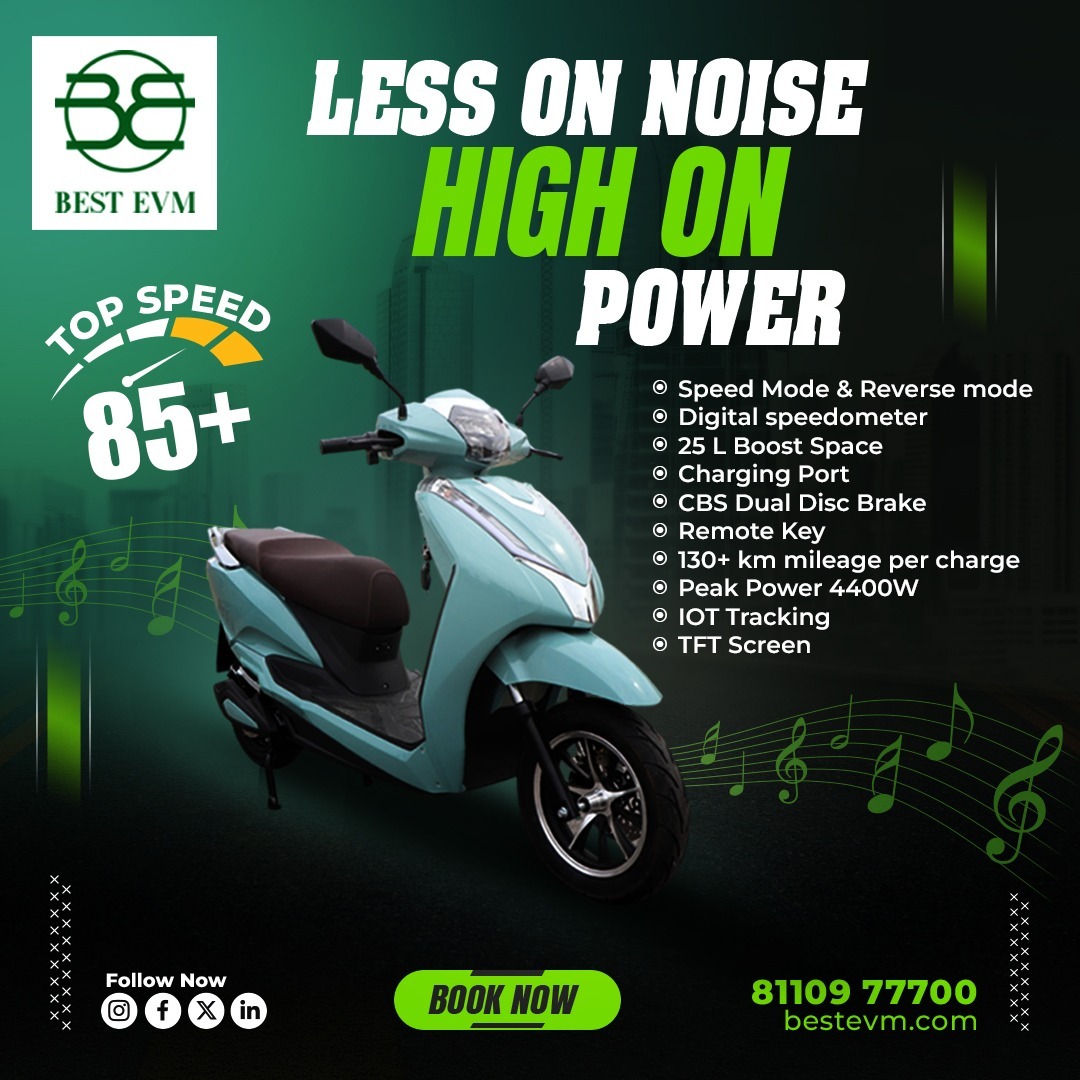 BE
BEST EVM
LESS ON NOISE
HIGH ON
POWER
TOP SPEED
85+
Speed Mode & Reverse mode
Digital speedometer
25 L Boost Space
Charging Port
CBS Dual Disc Brake
Remote Key
130+ km mileage per charge
Peak Power 4400W
IOT Tracking
TFT Screen
Follow Now
BOOK NOW
81109 77700
bestevm.com